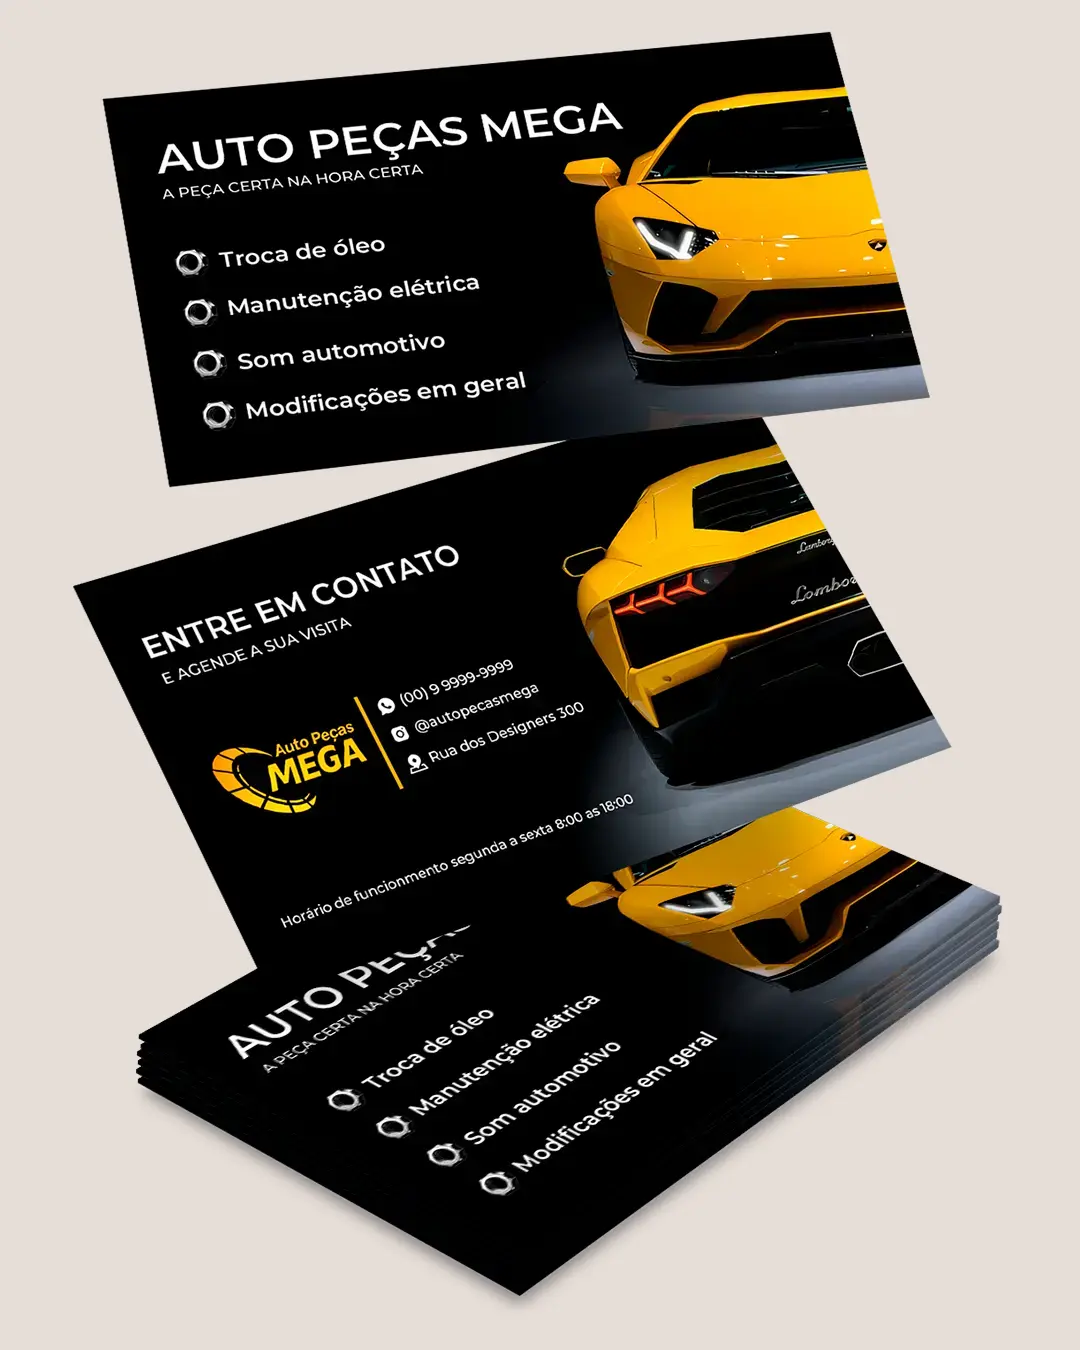 AUTO PEÇAS MEGA
A PEÇA CERTA NA HORA CERTA
Troca de óleo
Manutenção elétrica
Som automotivo
Modificações em geral
ENTRE EM CONTATO
E AGENDE A SUA VISITA
Auto Peças
MEGA
(00) 9 9999-9999
@autopecasmega
Rua dos Designers 300
Horário de funcionmento segunda a sexta 8:00 as 18:00
AUTO PEÇAS
A PEÇA CERTA NA HORA CERTA
Troca de óleo
Manutenção elétrica
Som automotivo
Modificações em geral